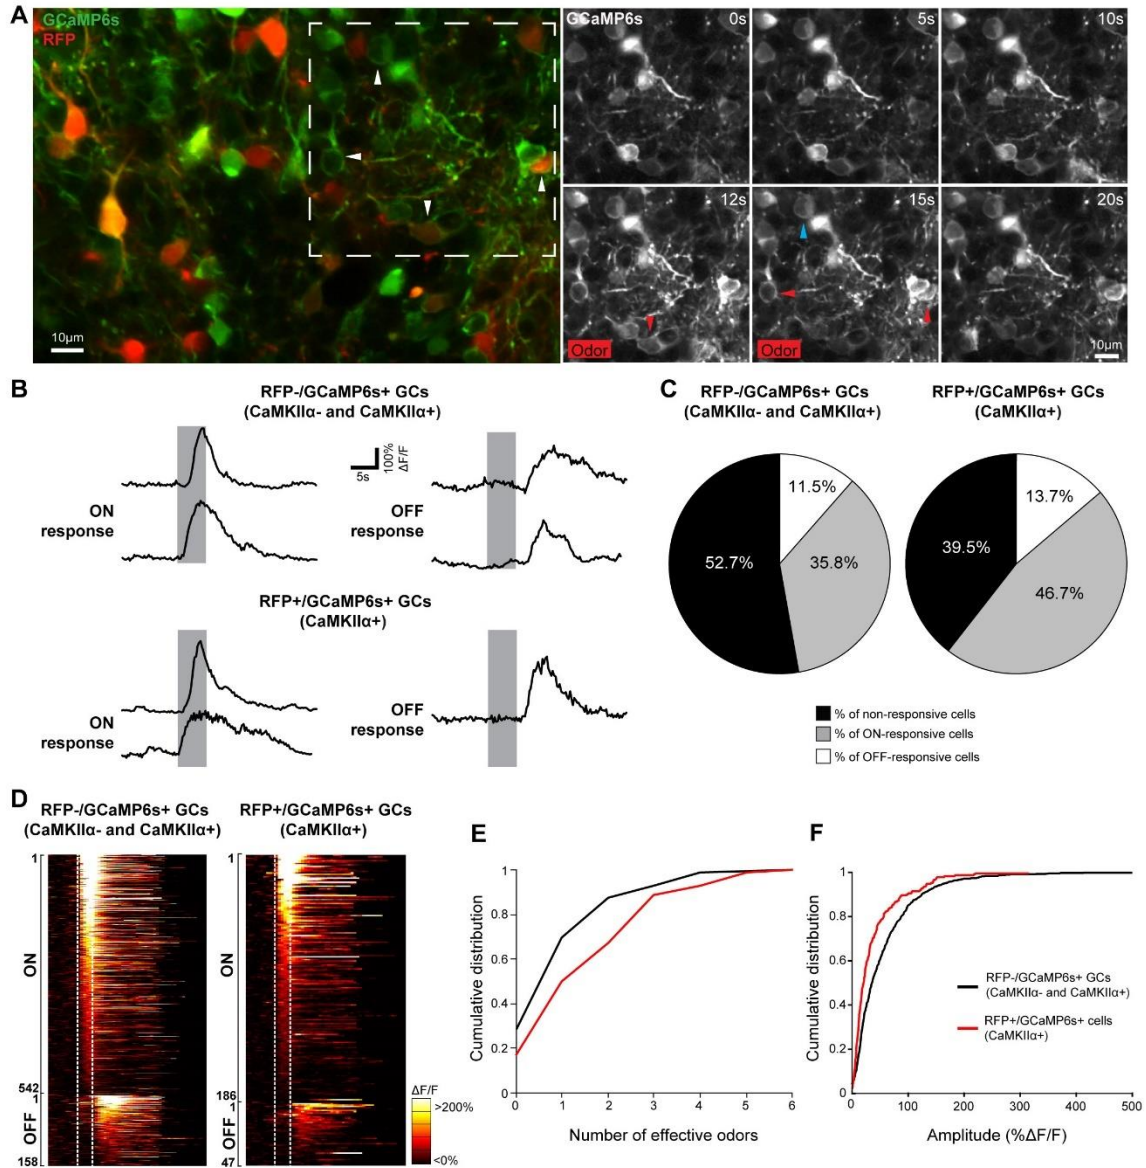 A
GCaMP6s
RFP
10µm
GCaMP6s
0s
5s
10s
12s
15s
20s
Odor
Odor
10µm
B
RFP-/GCaMP6s+ GCs
(CaMKIIα- and CaMKIIα+)
ON
response
5s
100%
ΔF/F
OFF
response
RFP+/GCaMP6s+ GCs
(CaMKIIα+)
ON
response
OFF
response
C
RFP-/GCaMP6s+ GCs
(CaMKIIα- and CaMKIIα+)
RFP+/GCaMP6s+ GCs
(CaMKIIα+)
11.5%
52.7%
35.8%
13.7%
39.5%
46.7%
% of non-responsive cells
% of ON-responsive cells
% of OFF-responsive cells
D
RFP-/GCaMP6s+ GCs
(CaMKIIα- and CaMKIIα+)
RFP+/GCaMP6s+ GCs
(CaMKIIα+)
1
ON
542
1
OFF
158
1
ON
186
1
OFF
47
ΔF/F
>200%
<0%
E
Cumulative distribution
1
0.8
0.6
0.4
0.2
0 1 2 3 4 5 6
Number of effective odors
F
Cumulative distribution
1
0.8
0.6
0.4
0.2
0 100 200 300 400 500
Amplitude (%ΔF/F)
RFP-/GCaMP6s+ GCs
(CaMKIIα- and CaMKIIα+)
RFP+/GCaMP6s+ cells
(CaMKIIα+)